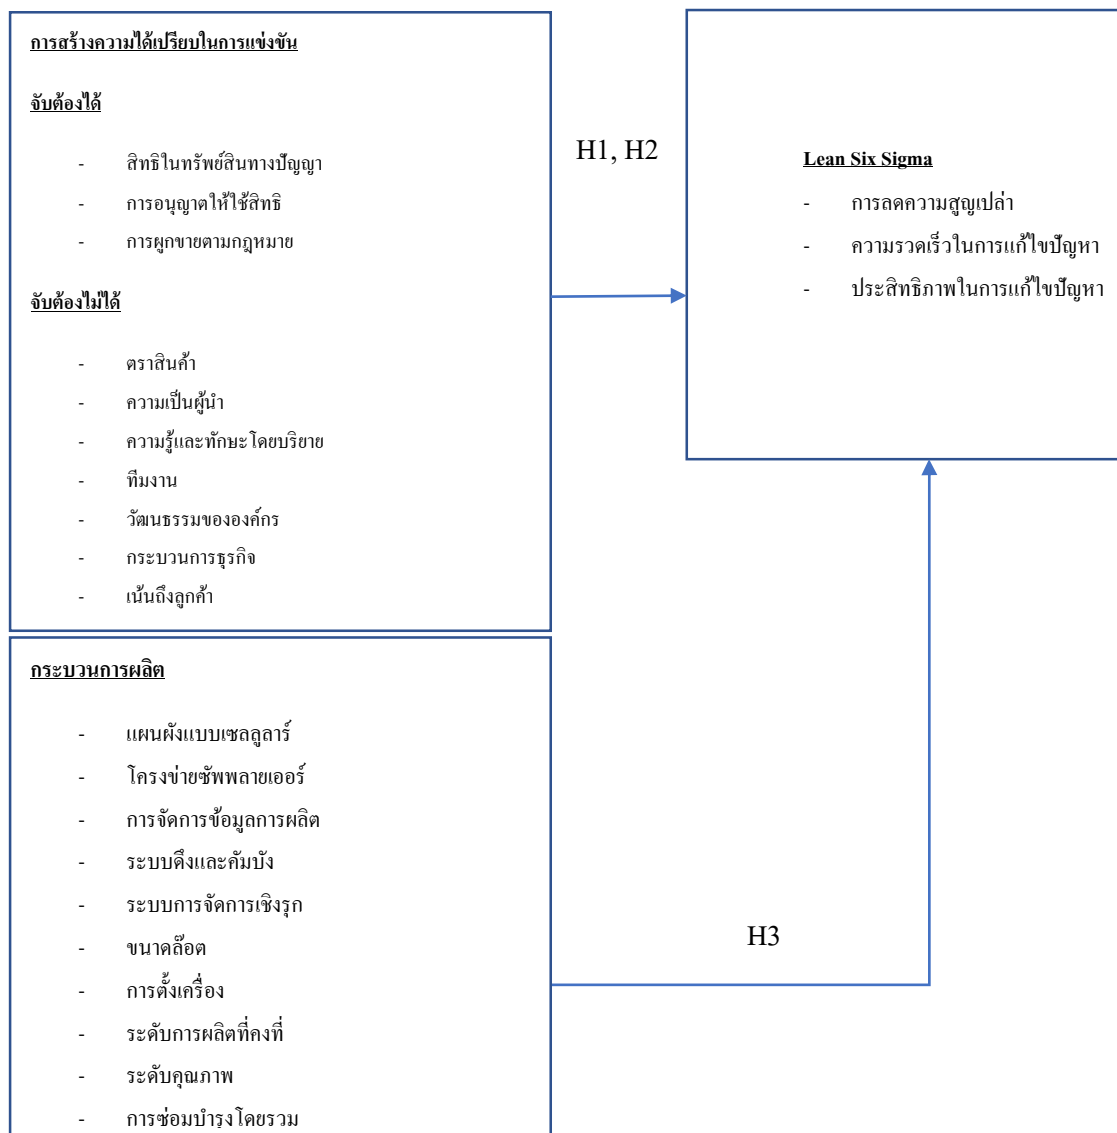 การสร้างความได้เปรียบในการแข่งขัน
จับต้องได้
- สิทธิในทรัพย์สินทางปัญญา
- การอนุญาตให้ใช้สิทธิ
- การผูกขายตามกฎหมาย
จับต้องไม่ได้
- ตราสินค้า
- ความเป็นผู้นำ
- ความรู้และทักษะโดยบริยาย
- ทีมงาน
- วัฒนธรรมขององค์กร
- กระบวนการธุรกิจ
- เน้นถึงลูกค้า
H1, H2
Lean Six Sigma
- การลดความสูญเปล่า
- ความรวดเร็วในการแก้ไขปัญหา
- ประสิทธิภาพในการแก้ไขปัญหา
กระบวนการผลิต
- แผนผังแบบเซลลูลาร์
- โครงข่ายซัพพลายเออร์
- การจัดการข้อมูลการผลิต
- ระบบดึงและคัมบัง
- ระบบการจัดการเชิงรุก
- ขนาดล๊อต
- การตั้งเครื่อง
- ระดับการผลิตที่คงที่
- ระดับคุณภาพ
- การซ่อมบำรุงโดยรวม
H3